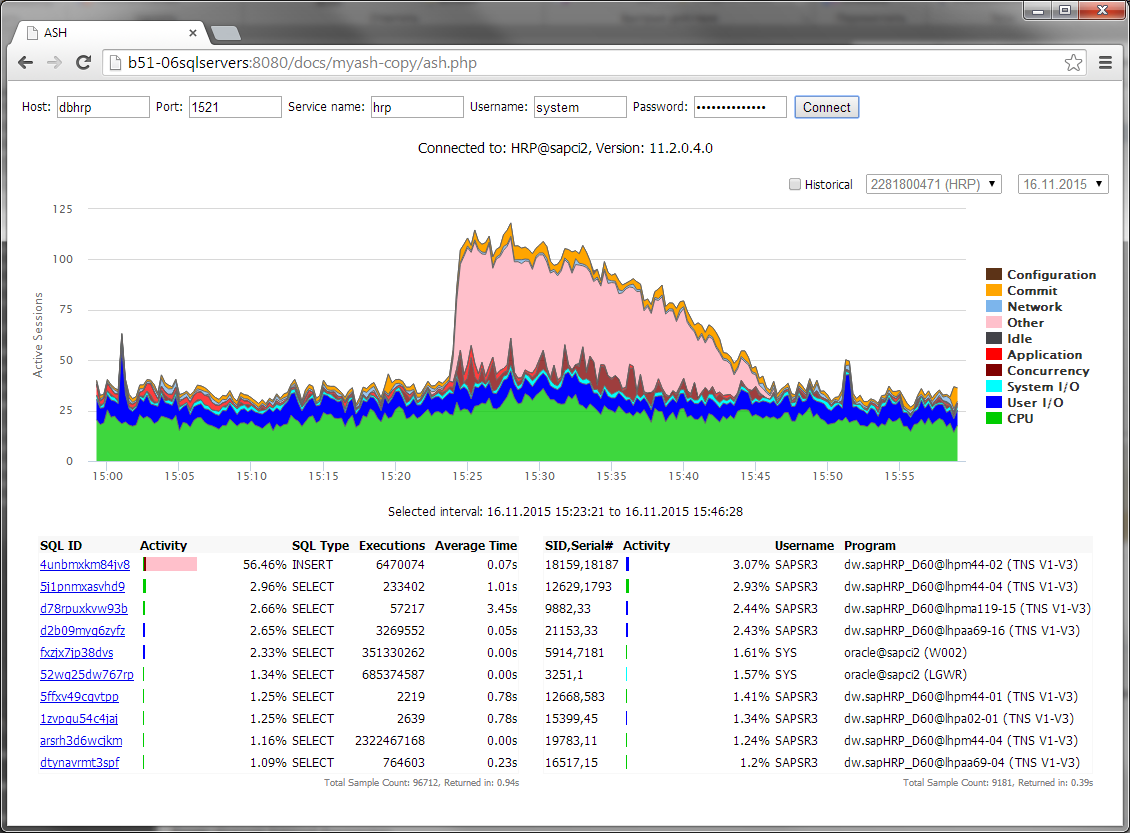 ASH
b51-06sqlservers:8080/docs/myash-copy/ash.php
Host: dbhrp Port: 1521 Service name: hrp Username: system Password: •••••••••••••• Connect
Connected to: HRP@sapci2, Version: 11.2.0.4.0
Historical 2281800471 (HRP) 16.11.2015
Active Sessions
125
100
75
50
25
0
15:00 15:05 15:10 15:15 15:20 15:25 15:30 15:35 15:40 15:45 15:50 15:55
Configuration
Commit
Network
Other
Idle
Application
Concurrency
System I/O
User I/O
CPU
Selected interval: 16.11.2015 15:23:21 to 16.11.2015 15:46:28
SQL ID Activity SQL Type Executions Average Time
4unbmxkm84jv8 56.46% INSERT 6470074 0.07s
5j1pnmxasvhd9 2.96% SELECT 233402 1.01s
d78rpuxkvw93b 2.66% SELECT 57217 3.45s
d2b09myq6zyfz 2.65% SELECT 3269552 0.05s
fxzjx7jp38dvs 2.33% SELECT 351330262 0.00s
52wq25dw767rp 1.34% SELECT 685374587 0.00s
5ffxv49cqvtpp 1.25% SELECT 2219 0.78s
1zvpqu54c4jaj 1.25% SELECT 2639 0.78s
arsrh3d6wcjkm 1.16% SELECT 2322467168 0.00s
dtynavrmt3spf 1.09% SELECT 764603 0.23s
Total Sample Count: 96712, Returned in: 0.94s
SID,Serial# Activity Username Program
18159,18187 3.07% SAPSR3 dw.sapHRP_D60@lhpm44-02 (TNS V1-V3)
12629,1793 2.93% SAPSR3 dw.sapHRP_D60@lhpm44-04 (TNS V1-V3)
9882,33 2.44% SAPSR3 dw.sapHRP_D60@lhpma119-15 (TNS V1-V3)
21153,33 2.43% SAPSR3 dw.sapHRP_D60@lhpaa69-16 (TNS V1-V3)
5914,7181 1.61% SYS oracle@sapci2 (W002)
3251,1 1.57% SYS oracle@sapci2 (LGWR)
12668,583 1.41% SAPSR3 dw.sapHRP_D60@lhpm44-01 (TNS V1-V3)
15399,45 1.34% SAPSR3 dw.sapHRP_D60@lhpa02-01 (TNS V1-V3)
19783,11 1.24% SAPSR3 dw.sapHRP_D60@lhpm44-04 (TNS V1-V3)
16517,15 1.2% SAPSR3 dw.sapHRP_D60@lhpaa69-04 (TNS V1-V3)
Total Sample Count: 9181, Returned in: 0.39s